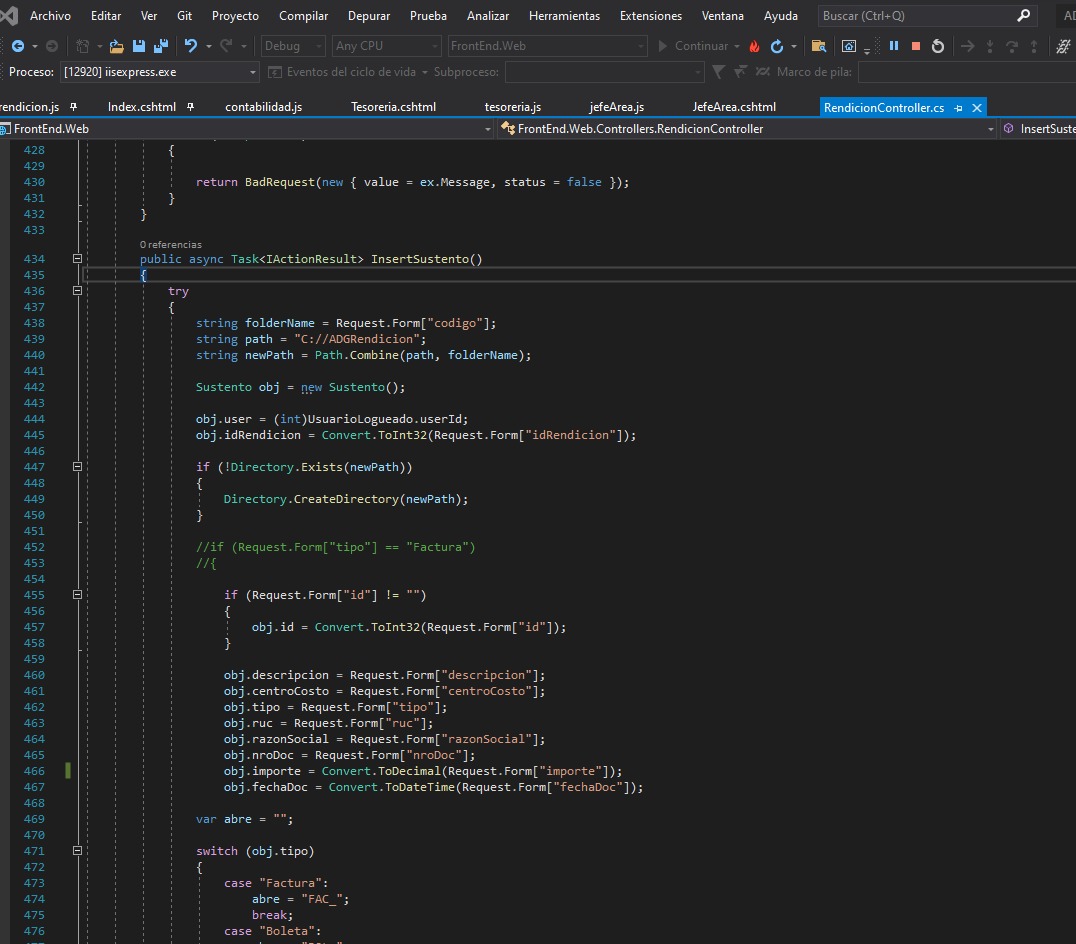 Archivo Editar Ver Git Proyecto Compilar Depurar Prueba Analizar Herramientas Extensiones Ventana Ayuda Buscar (Ctrl+Q) AD
Debug Any CPU FrontEnd.Web Continuar
Proceso: [12920] iisexpress.exe Eventos del ciclo de vida Subproceso: Marco de pila:
rendicion.js Index.cshtml contabilidad.js Tesoreria.cshtml tesoreria.js jefeArea.js JefeArea.cshtml RendicionController.cs
FrontEnd.Web FrontEnd.Web.Controllers.RendicionController InsertSuste
428 {
429
430 return BadRequest(new { value = ex.Message, status = false });
431 }
432 }
433
0 referencias
434 public async Task<IActionResult> InsertSustento()
435 {
436 try
437 {
438 string folderName = Request.Form["codigo"];
439 string path = "C://ADGRendicion";
440 string newPath = Path.Combine(path, folderName);
441
442 Sustento obj = new Sustento();
443
444 obj.user = (int)UsuarioLogueado.userId;
445 obj.idRendicion = Convert.ToInt32(Request.Form["idRendicion"]);
446
447 if (!Directory.Exists(newPath))
448 {
449 Directory.CreateDirectory(newPath);
450 }
451
452 //if (Request.Form["tipo"] == "Factura")
453 //{
454
455 if (Request.Form["id"] != "")
456 {
457 obj.id = Convert.ToInt32(Request.Form["id"]);
458 }
459
460 obj.descripcion = Request.Form["descripcion"];
461 obj.centroCosto = Request.Form["centroCosto"];
462 obj.tipo = Request.Form["tipo"];
463 obj.ruc = Request.Form["ruc"];
464 obj.razonSocial = Request.Form["razonSocial"];
465 obj.nroDoc = Request.Form["nroDoc"];
466 obj.importe = Convert.ToDecimal(Request.Form["importe"]);
467 obj.fechaDoc = Convert.ToDateTime(Request.Form["fechaDoc"]);
468
469 var abre = "";
470
471 switch (obj.tipo)
472 {
473 case "Factura":
474 abre = "FAC_";
475 break;
476 case "Boleta":